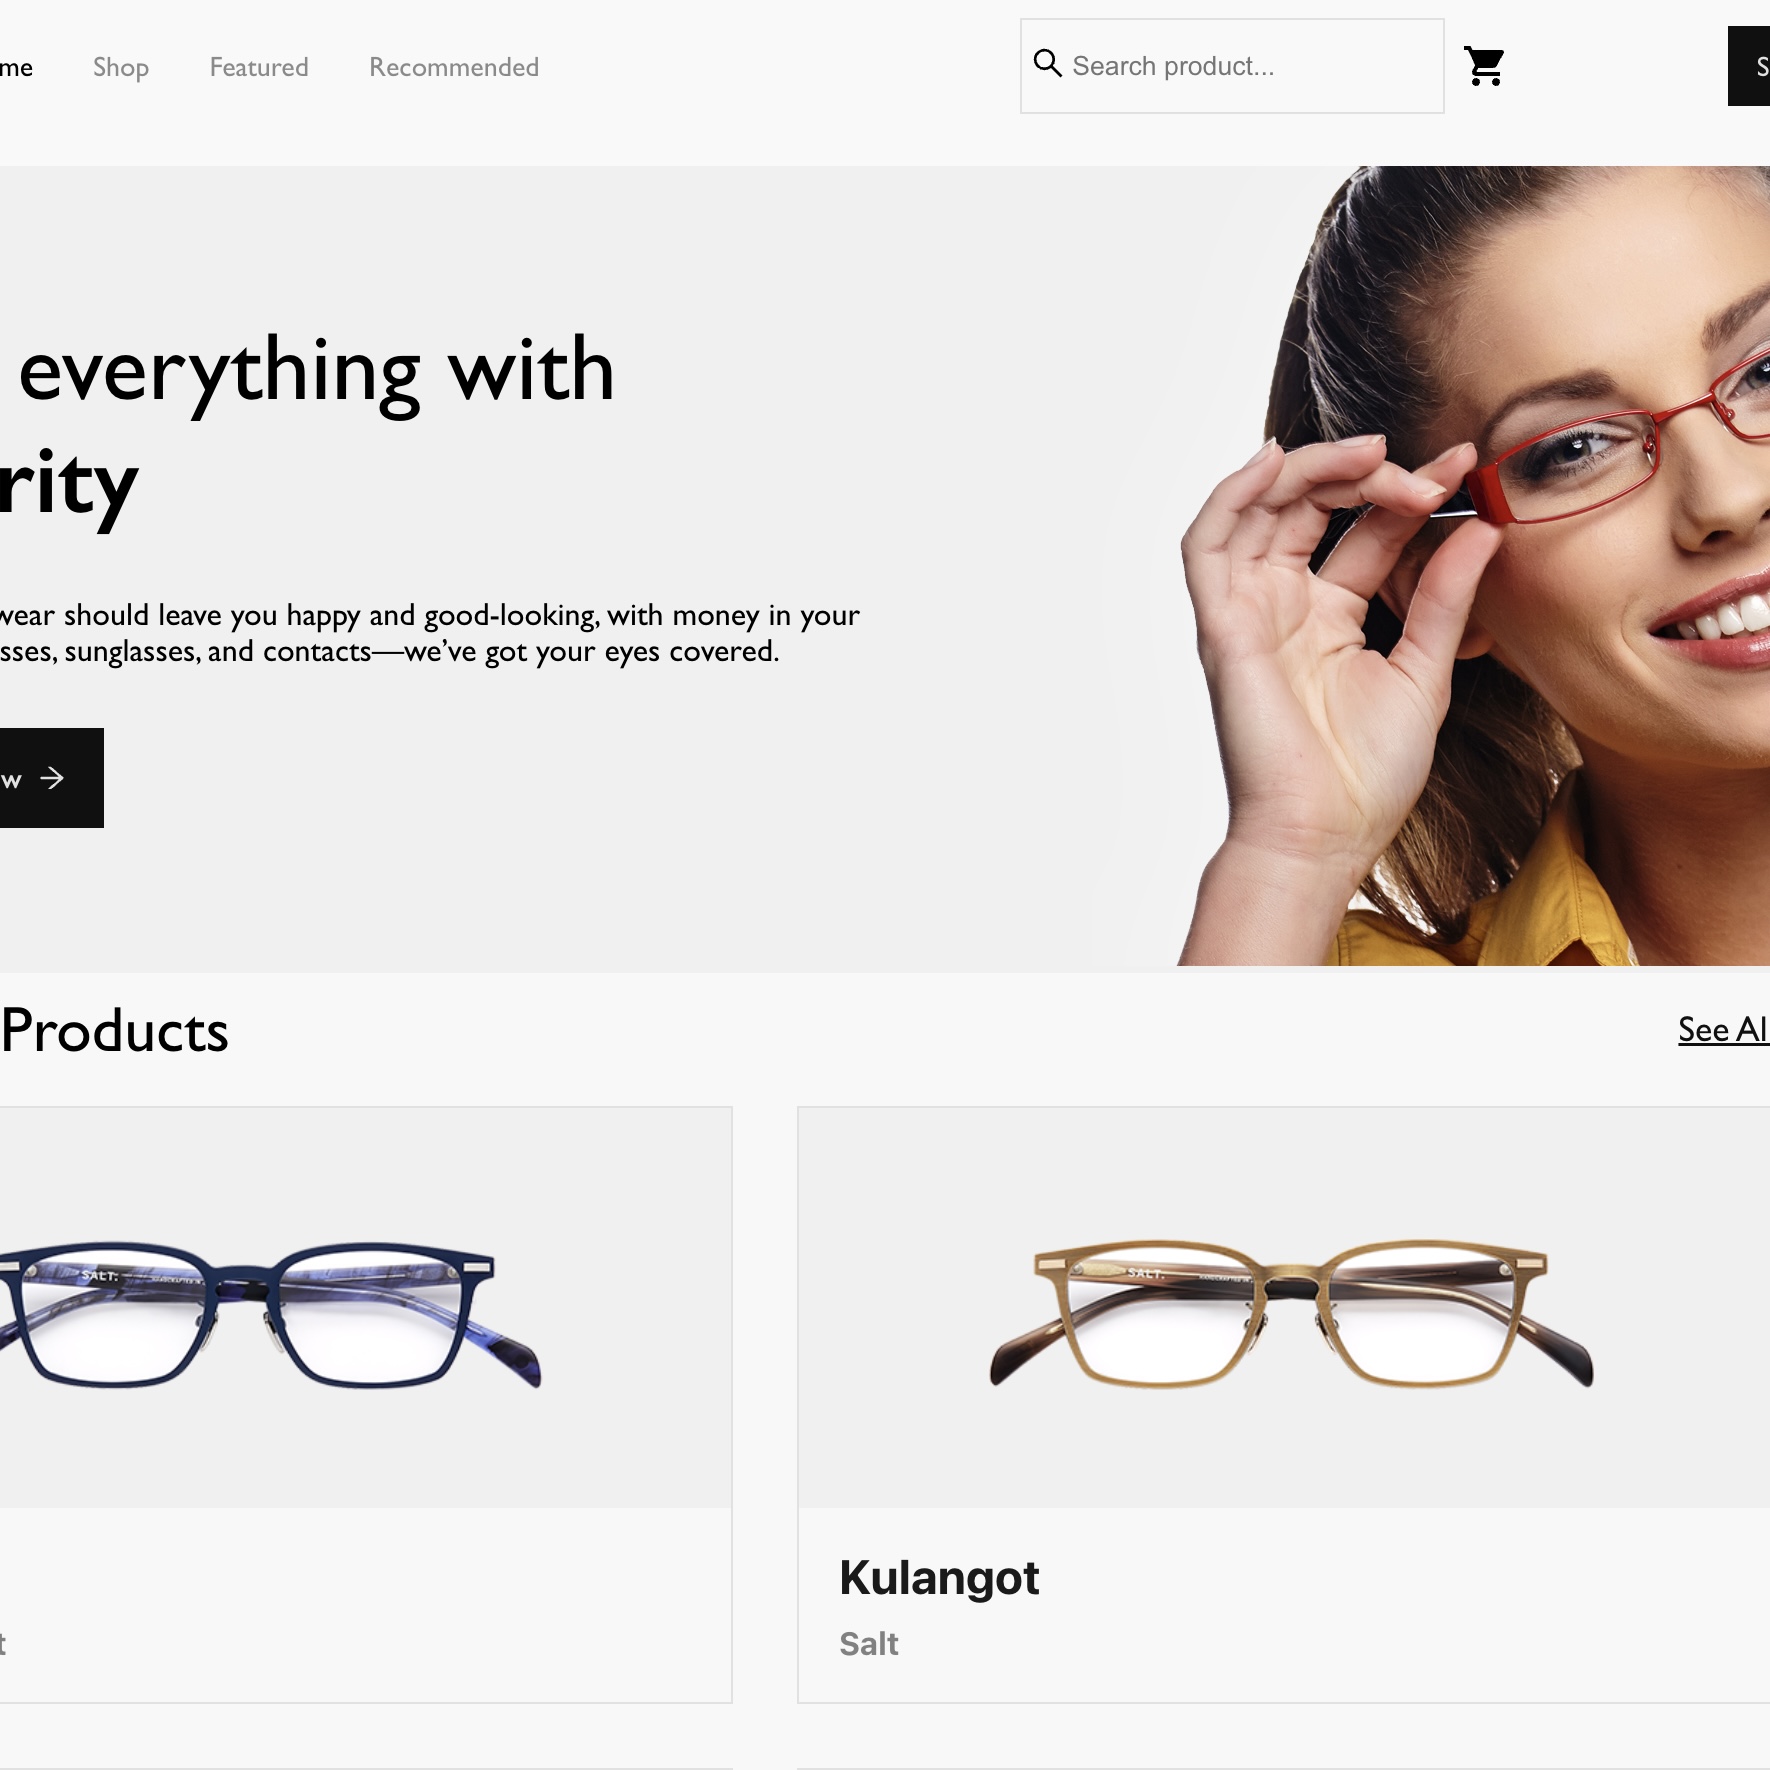 me Shop Featured Recommended Search product... S
everything with
rity
wear should leave you happy and good-looking, with money in your
sses, sunglasses, and contacts—we’ve got your eyes covered.
w
Products See Al
SALT. SALT.
Kulangot
t Salt